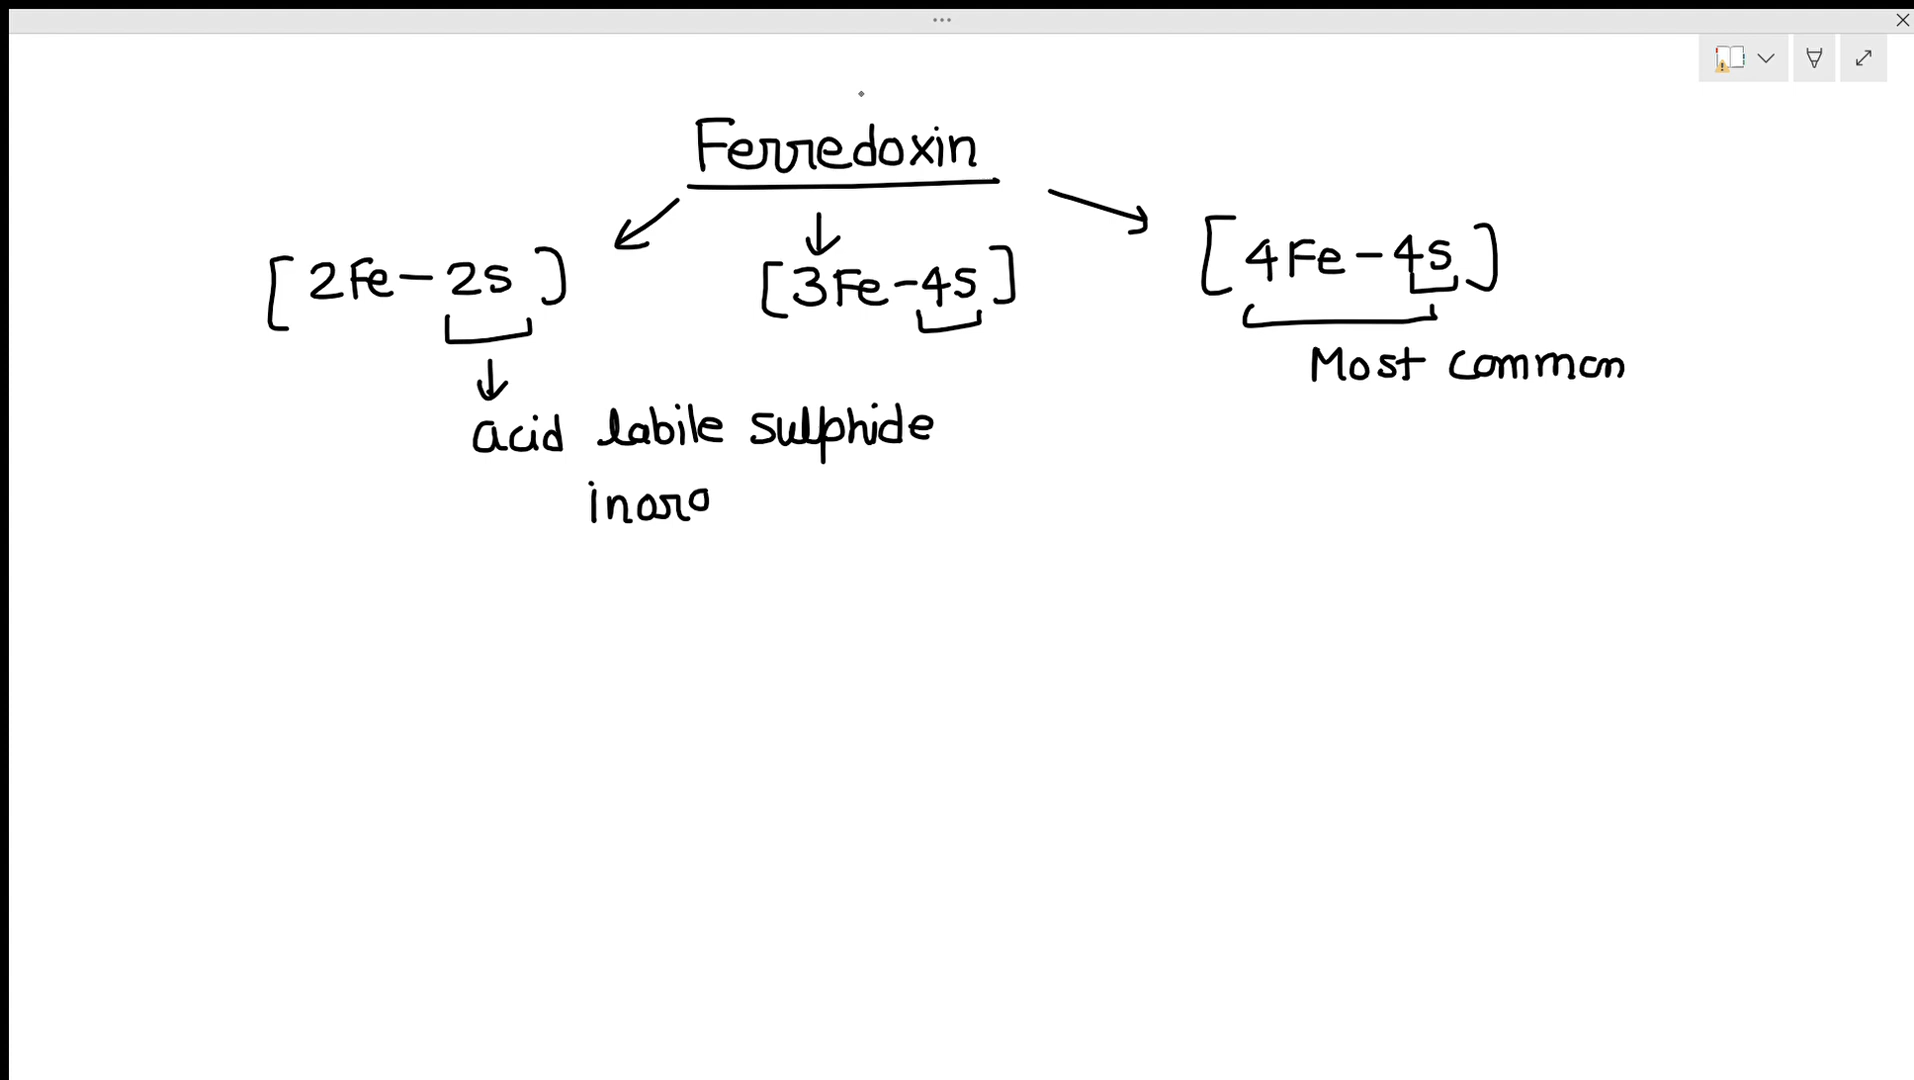 Ferredoxin
[2Fe-2S] [3Fe-4S] [4Fe-4S]
Most common
acid labile sulphide
inoro